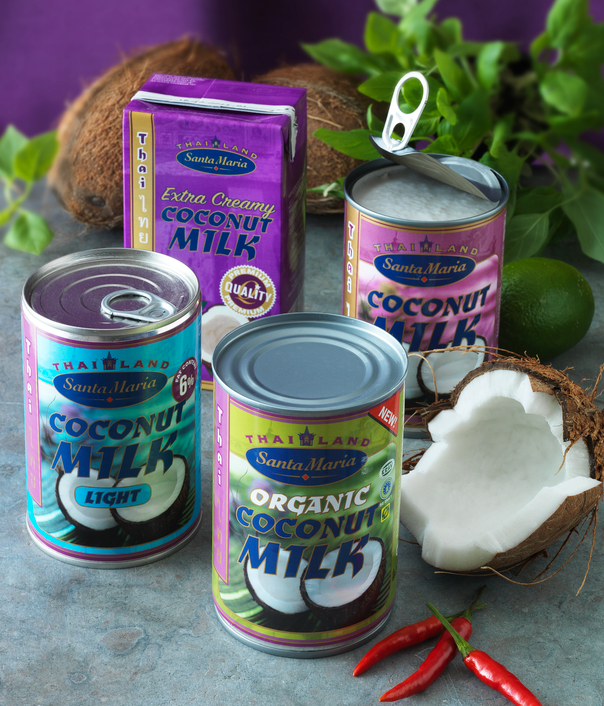 Thai ไทย
THAILAND
Santa Maria
Extra Creamy
COCONUT
MILK
PREMIUM
QUALITY
Thai
THAILAND
Santa Maria
COCONUT
MILK
Thai
THAILAND
Santa Maria
6%
COCONUT
MILK
LIGHT
Thai
NEW!
THAILAND
Santa Maria
ORGANIC
COCONUT
MILK